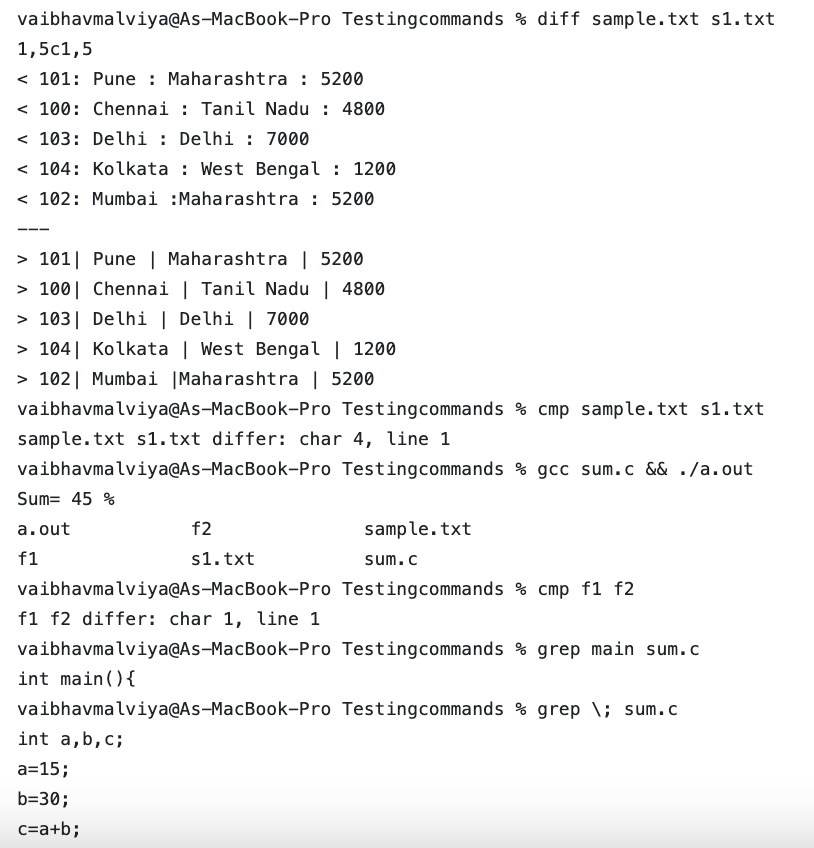 vaibhavmalviya@As-MacBook-Pro Testingcommands % diff sample.txt s1.txt
1,5c1,5
< 101: Pune : Maharashtra : 5200
< 100: Chennai : Tanil Nadu : 4800
< 103: Delhi : Delhi : 7000
< 104: Kolkata : West Bengal : 1200
< 102: Mumbai :Maharashtra : 5200
---
> 101| Pune | Maharashtra | 5200
> 100| Chennai | Tanil Nadu | 4800
> 103| Delhi | Delhi | 7000
> 104| Kolkata | West Bengal | 1200
> 102| Mumbai |Maharashtra | 5200
vaibhavmalviya@As-MacBook-Pro Testingcommands % cmp sample.txt s1.txt
sample.txt s1.txt differ: char 4, line 1
vaibhavmalviya@As-MacBook-Pro Testingcommands % gcc sum.c && ./a.out
Sum= 45 %
a.out f2 sample.txt
f1 s1.txt sum.c
vaibhavmalviya@As-MacBook-Pro Testingcommands % cmp f1 f2
f1 f2 differ: char 1, line 1
vaibhavmalviya@As-MacBook-Pro Testingcommands % grep main sum.c
int main(){
vaibhavmalviya@As-MacBook-Pro Testingcommands % grep \; sum.c
int a,b,c;
a=15;
b=30;
c=a+b;